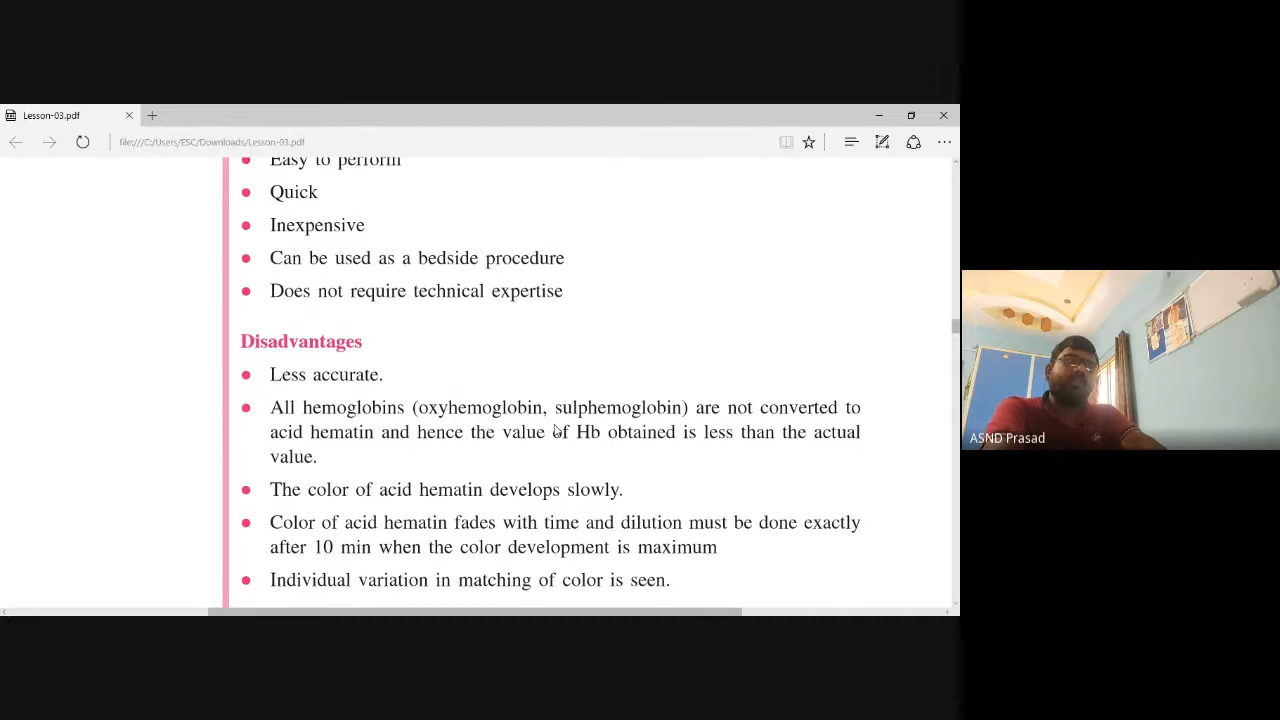 Lesson-03.pdf
file:///C:/Users/ESC/Downloads/Lesson-03.pdf
Easy to perform
Quick
Inexpensive
Can be used as a bedside procedure
Does not require technical expertise
Disadvantages
Less accurate.
All hemoglobins (oxyhemoglobin, sulphemoglobin) are not converted to
acid hematin and hence the value of Hb obtained is less than the actual
value.
The color of acid hematin develops slowly.
Color of acid hematin fades with time and dilution must be done exactly
after 10 min when the color development is maximum
Individual variation in matching of color is seen.
ASND Prasad